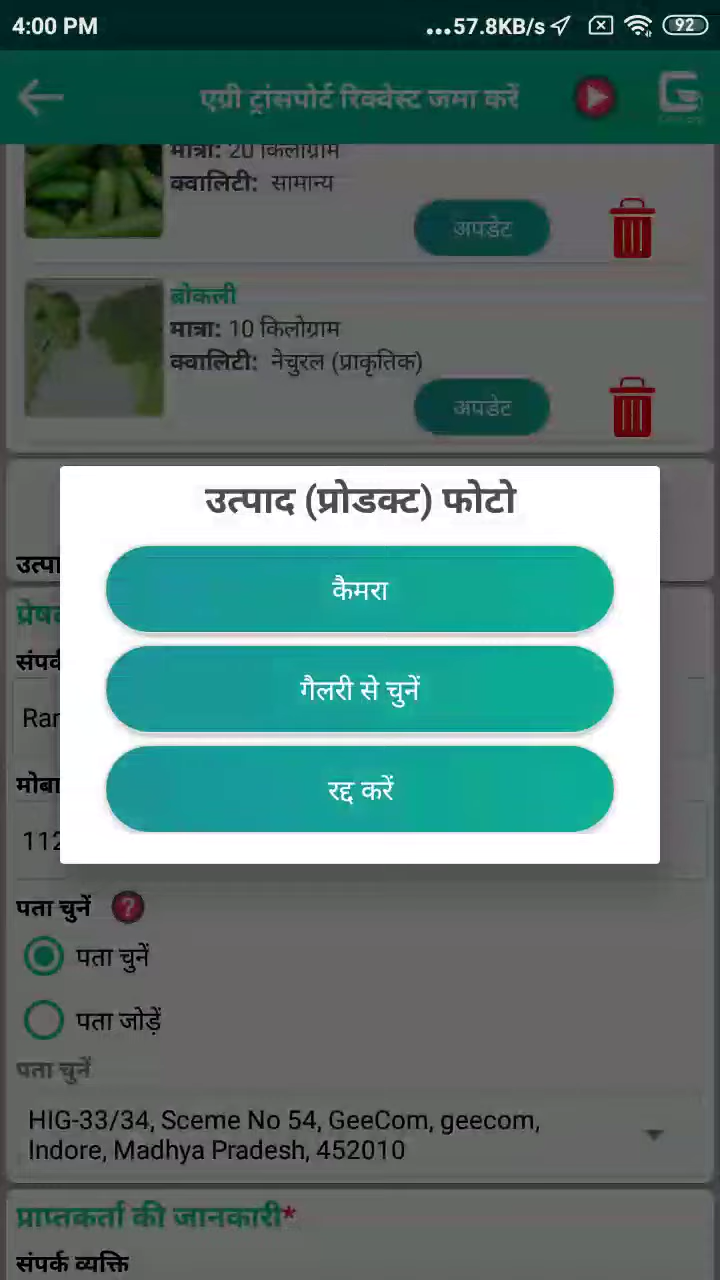 4:00 PM
...57.8KB/s
92
एग्री ट्रांसपोर्ट रिक्वेस्ट जमा करें
मात्रा: 20 किलोग्राम
क्वालिटी: सामान्य
अपडेट
ब्रोकली
मात्रा: 10 किलोग्राम
क्वालिटी: नेचुरल (प्राकृतिक)
अपडेट
उत्पाद (प्रोडक्ट) फोटो
कैमरा
गैलरी से चुनें
रद्द करें
पता चुनें ?
पता चुनें
पता जोड़ें
पता चुनें
HIG-33/34, Sceme No 54, GeeCom, geecom,
Indore, Madhya Pradesh, 452010
प्राप्तकर्ता की जानकारी*
संपर्क व्यक्ति